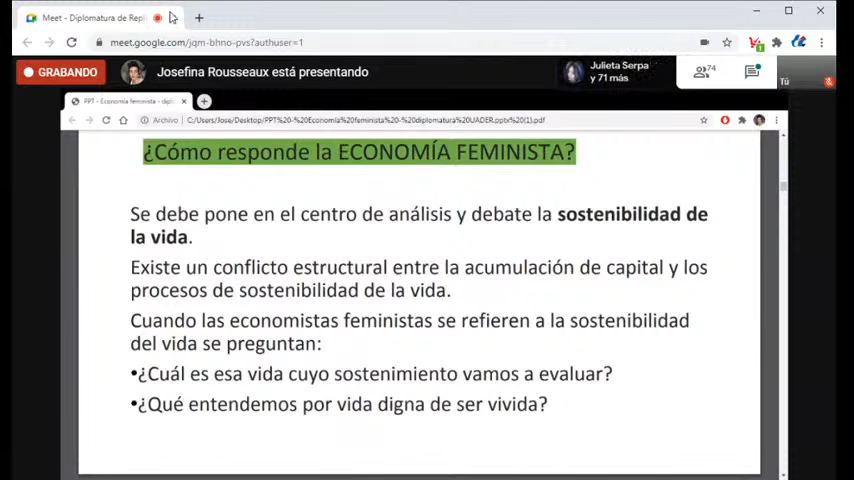 Meet - Diplomatura de Repl
meet.google.com/jqm-bhno-pvs?authuser=1
GRABANDO
Josefina Rousseaux está presentando
Julieta Serpa
y 71 más
74
Tú
PPT - Economía feminista - dipl
Archivo | C:/Users/Jose/Desktop/PPT%20-%20Economía%20feminista%20-%20diplomatura%20UADER.pptx%20(1).pdf
¿Cómo responde la ECONOMÍA FEMINISTA?
Se debe pone en el centro de análisis y debate la sostenibilidad de
la vida.
Existe un conflicto estructural entre la acumulación de capital y los
procesos de sostenibilidad de la vida.
Cuando las economistas feministas se refieren a la sostenibilidad
del vida se preguntan:
•¿Cuál es esa vida cuyo sostenimiento vamos a evaluar?
•¿Qué entendemos por vida digna de ser vivida?